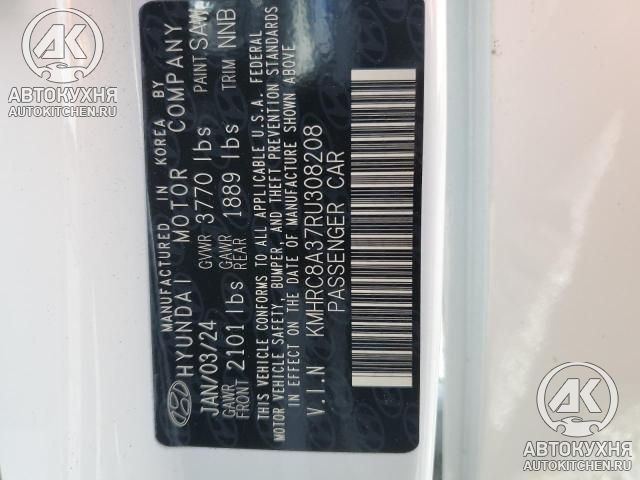 MANUFACTURED IN KOREA BY
HYUNDAI MOTOR COMPANY
JAN/03/24 GVWR 3770 lbs PAINT SAW
GAWR FRONT 2101 lbs GAWR REAR 1889 lbs TRIM NNB
THIS VEHICLE CONFORMS TO ALL APPLICABLE U.S.A. FEDERAL
MOTOR VEHICLE SAFETY, BUMPER, AND THEFT PREVENTION STANDARDS
IN EFFECT ON THE DATE OF MANUFACTURE SHOWN ABOVE
V.I.N KMHRC8A37RU308208
PASSENGER CAR
АК
АВТОКУХНЯ
AUTOKITCHEN.RU
АК
АВТОКУХНЯ
AUTOKITCHEN.RU